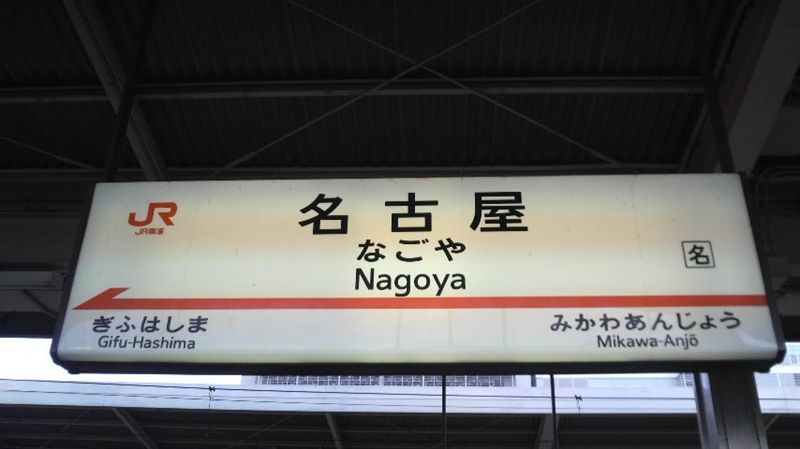 JR
JR東海
名古屋
なごや
Nagoya
名
ぎふはしま
Gifu-Hashima
みかわあんじょう
Mikawa-Anjō